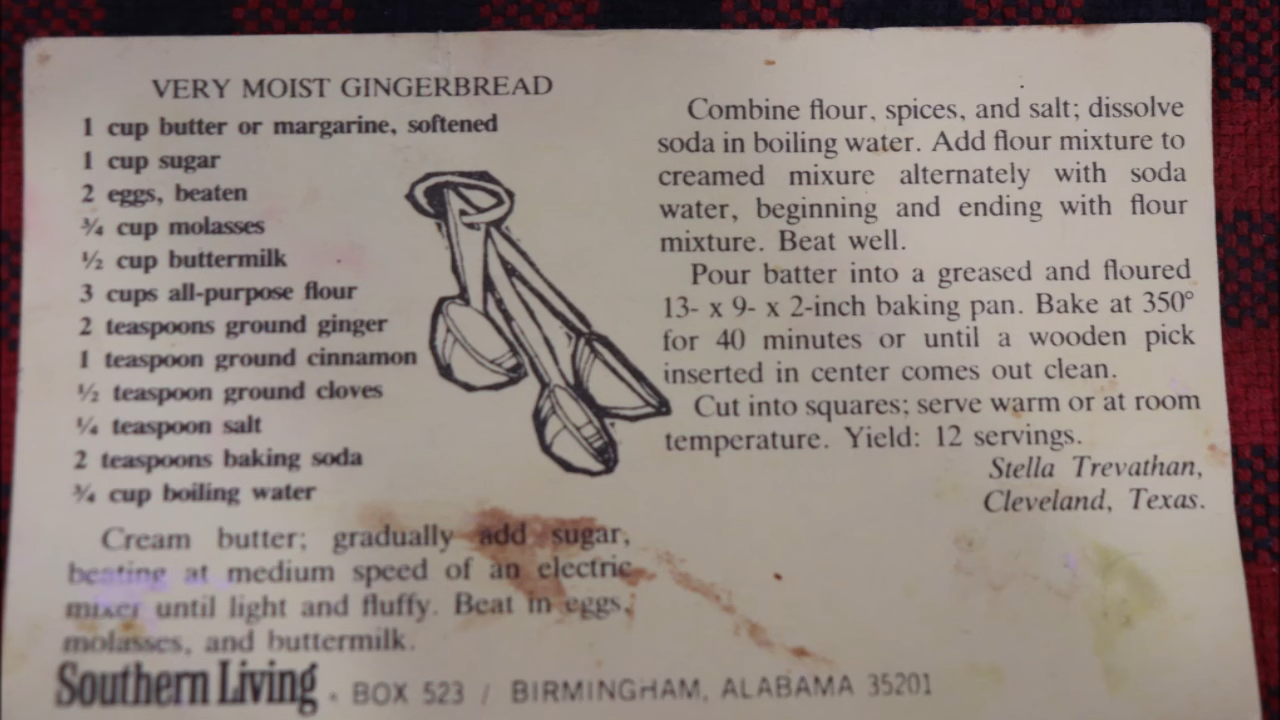 VERY MOIST GINGERBREAD
1 cup butter or margarine, softened
1 cup sugar
2 eggs, beaten
¾ cup molasses
½ cup buttermilk
3 cups all-purpose flour
2 teaspoons ground ginger
1 teaspoon ground cinnamon
½ teaspoon ground cloves
¼ teaspoon salt
2 teaspoons baking soda
¾ cup boiling water
Cream butter; gradually add sugar,
beating at medium speed of an electric
mixer until light and fluffy. Beat in eggs,
molasses, and buttermilk.
Combine flour, spices, and salt; dissolve
soda in boiling water. Add flour mixture to
creamed mixure alternately with soda
water, beginning and ending with flour
mixture. Beat well.
Pour batter into a greased and floured
13- x 9- x 2-inch baking pan. Bake at 350°
for 40 minutes or until a wooden pick
inserted in center comes out clean.
Cut into squares; serve warm or at room
temperature. Yield: 12 servings.
Stella Trevathan,
Cleveland, Texas.
Southern Living . BOX 523 / BIRMINGHAM, ALABAMA 35201